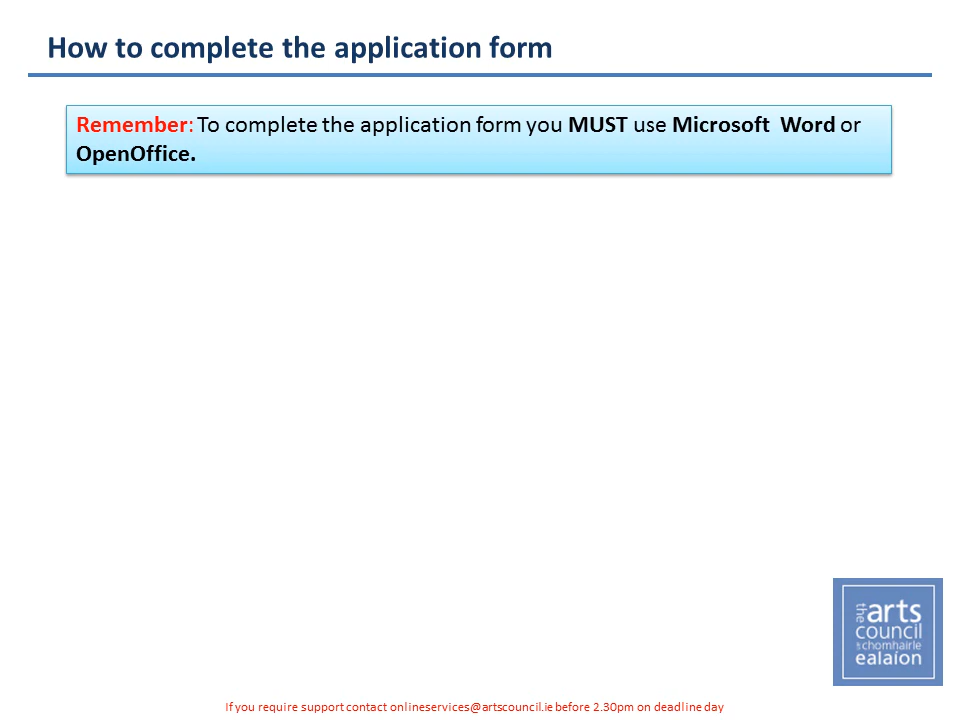 How to complete the application form
Remember: To complete the application form you MUST use Microsoft  Word or
OpenOffice.
the arts
council
chomhairle
ealaíon
If you require support contact onlineservices@artscouncil.ie before 2.30pm on deadline day